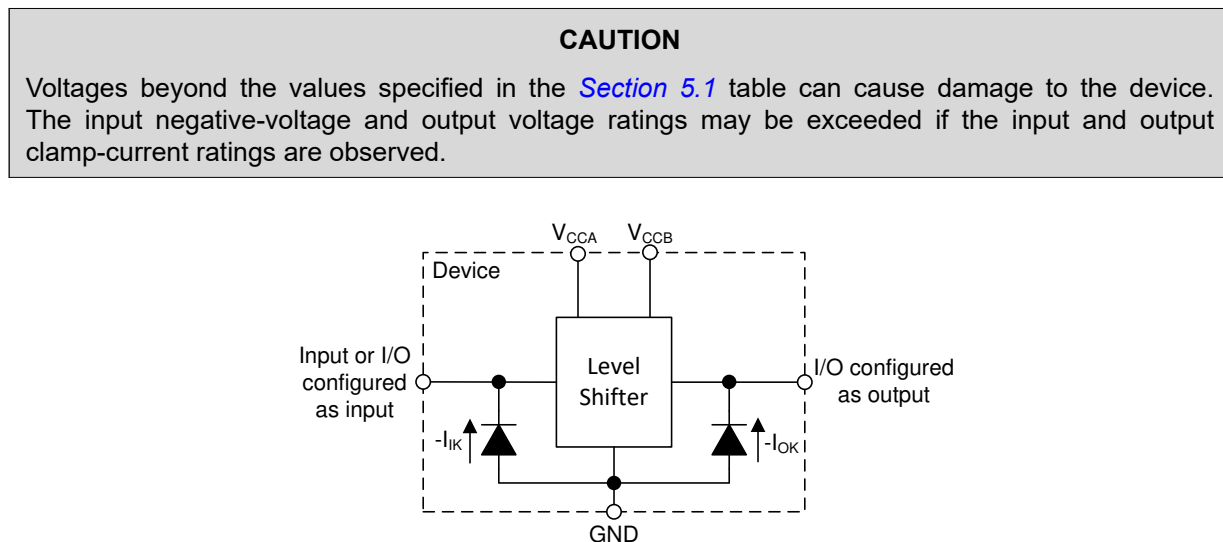 CAUTION
Voltages beyond the values specified in the Section 5.1 table can cause damage to the device.
The input negative-voltage and output voltage ratings may be exceeded if the input and output
clamp-current ratings are observed.
VCCA VCCB
Device
Input or I/O
configured
as input
Level
Shifter
I/O configured
as output
-IIK
-IOK
GND